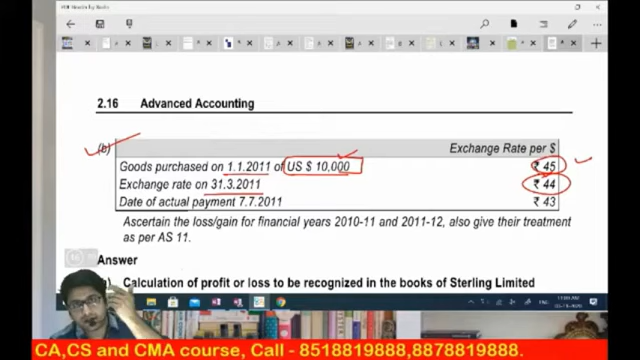 2.16 Advanced Accounting
(b)
Exchange Rate per $
Goods purchased on 1.1.2011 of US $ 10,000 ₹ 45
Exchange rate on 31.3.2011 ₹ 44
Date of actual payment 7.7.2011 ₹ 43
Ascertain the loss/gain for financial years 2010-11 and 2011-12, also give their treatment
as per AS 11.
Answer
Calculation of profit or loss to be recognized in the books of Sterling Limited
CA,CS and CMA course, Call - 8518819888,8878819888.